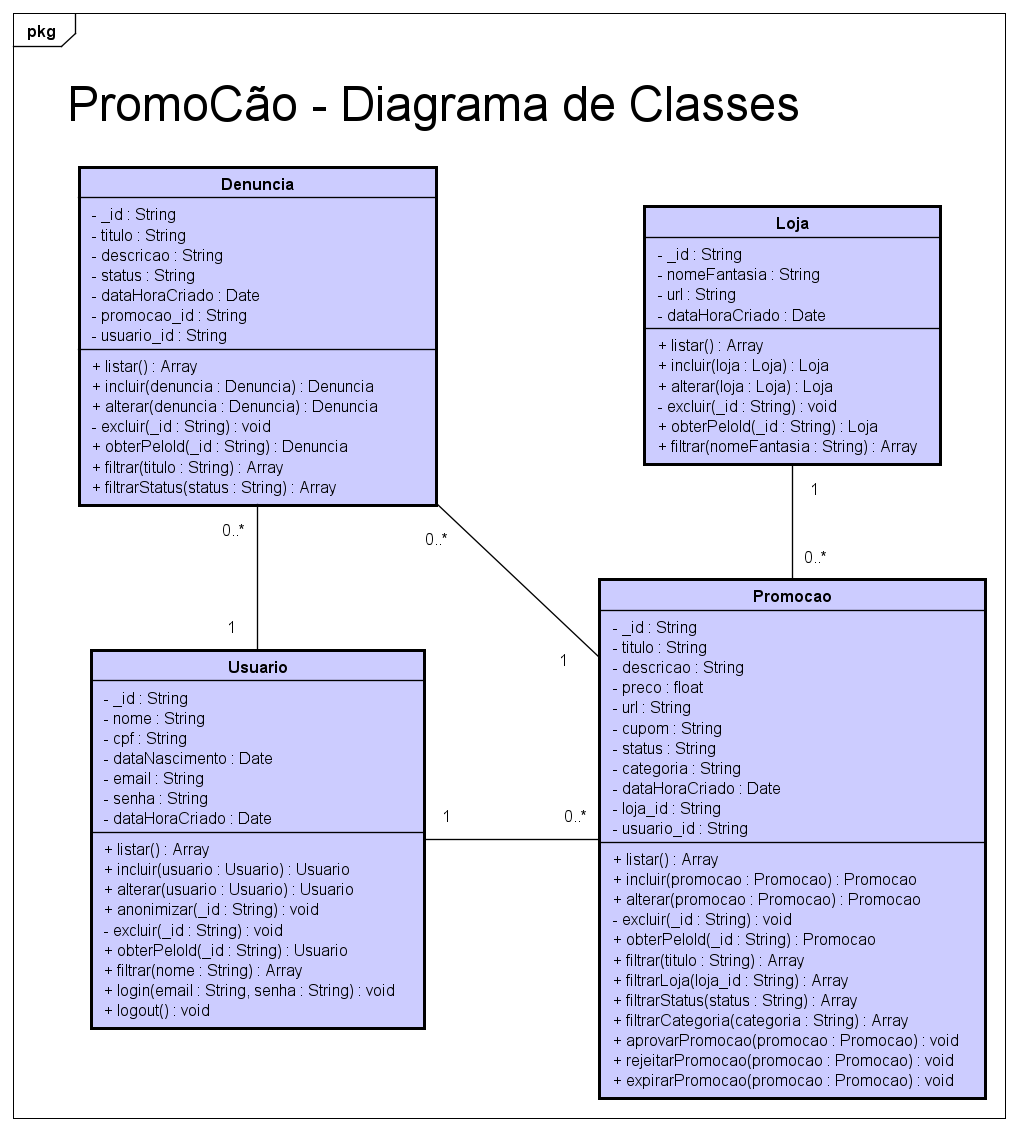 pkg
PromoCão - Diagrama de Classes
Denuncia
- _id : String
- titulo : String
- descricao : String
- status : String
- dataHoraCriado : Date
- promocao_id : String
- usuario_id : String
+ listar() : Array
+ incluir(denuncia : Denuncia) : Denuncia
+ alterar(denuncia : Denuncia) : Denuncia
- excluir(_id : String) : void
+ obterPeloId(_id : String) : Denuncia
+ filtrar(titulo : String) : Array
+ filtrarStatus(status : String) : Array
Loja
- _id : String
- nomeFantasia : String
- url : String
- dataHoraCriado : Date
+ listar() : Array
+ incluir(loja : Loja) : Loja
+ alterar(loja : Loja) : Loja
- excluir(_id : String) : void
+ obterPeloId(_id : String) : Loja
+ filtrar(nomeFantasia : String) : Array
1
0..*
0..*
0..*
1
1
Usuario
- _id : String
- nome : String
- cpf : String
- dataNascimento : Date
- email : String
- senha : String
- dataHoraCriado : Date
+ listar() : Array
+ incluir(usuario : Usuario) : Usuario
+ alterar(usuario : Usuario) : Usuario
+ anonimizar(_id : String) : void
- excluir(_id : String) : void
+ obterPeloId(_id : String) : Usuario
+ filtrar(nome : String) : Array
+ login(email : String, senha : String) : void
+ logout() : void
1
0..*
Promocao
- _id : String
- titulo : String
- descricao : String
- preco : float
- url : String
- cupom : String
- status : String
- categoria : String
- dataHoraCriado : Date
- loja_id : String
- usuario_id : String
+ listar() : Array
+ incluir(promocao : Promocao) : Promocao
+ alterar(promocao : Promocao) : Promocao
- excluir(_id : String) : void
+ obterPeloId(_id : String) : Promocao
+ filtrar(titulo : String) : Array
+ filtrarLoja(loja_id : String) : Array
+ filtrarStatus(status : String) : Array
+ filtrarCategoria(categoria : String) : Array
+ aprovarPromocao(promocao : Promocao) : void
+ rejeitarPromocao(promocao : Promocao) : void
+ expirarPromocao(promocao : Promocao) : void